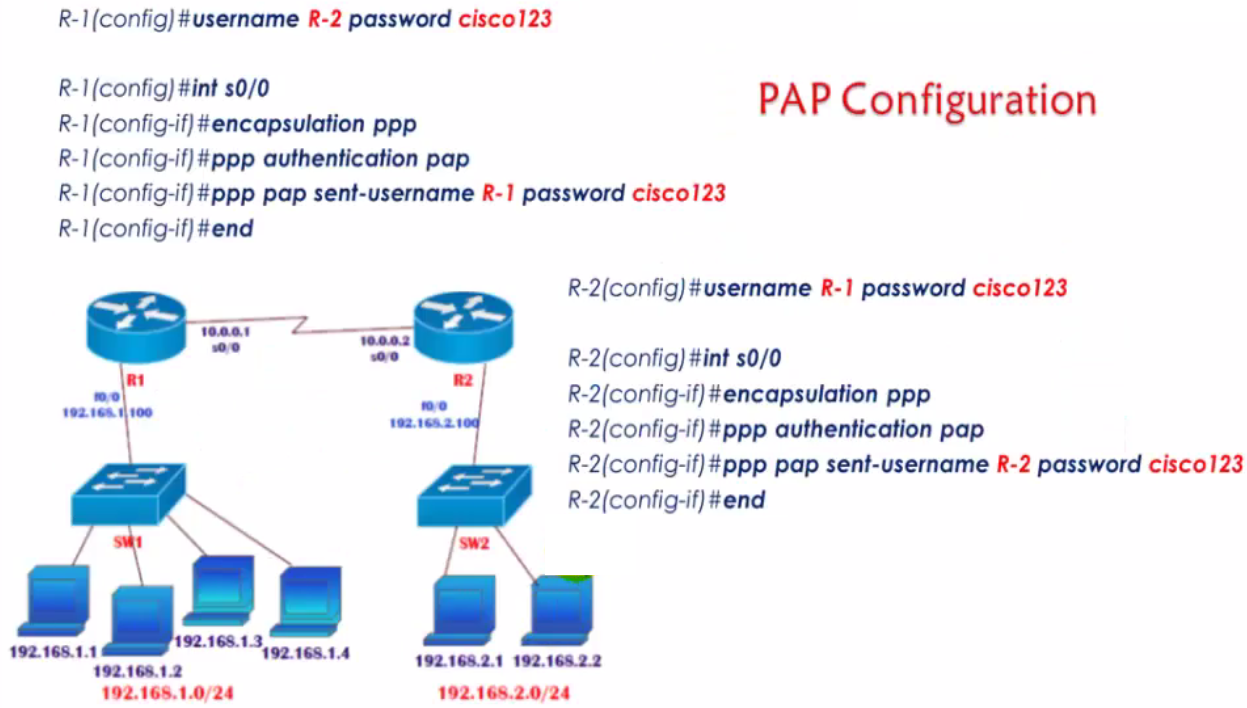 R-1(config)#username R-2 password cisco123
R-1(config)#int s0/0
R-1(config-if)#encapsulation ppp
R-1(config-if)#ppp authentication pap
R-1(config-if)#ppp pap sent-username R-1 password cisco123
R-1(config-if)#end
PAP Configuration
R-2(config)#username R-1 password cisco123
R-2(config)#int s0/0
R-2(config-if)#encapsulation ppp
R-2(config-if)#ppp authentication pap
R-2(config-if)#ppp pap sent-username R-2 password cisco123
R-2(config-if)#end
10.0.0.1
s0/0
10.0.0.2
s0/0
R1
R2
f0/0
192.168.1.100
f0/0
192.168.2.100
SW1
SW2
192.168.1.1
192.168.1.2
192.168.1.3
192.168.1.4
192.168.2.1
192.168.2.2
192.168.1.0/24
192.168.2.0/24